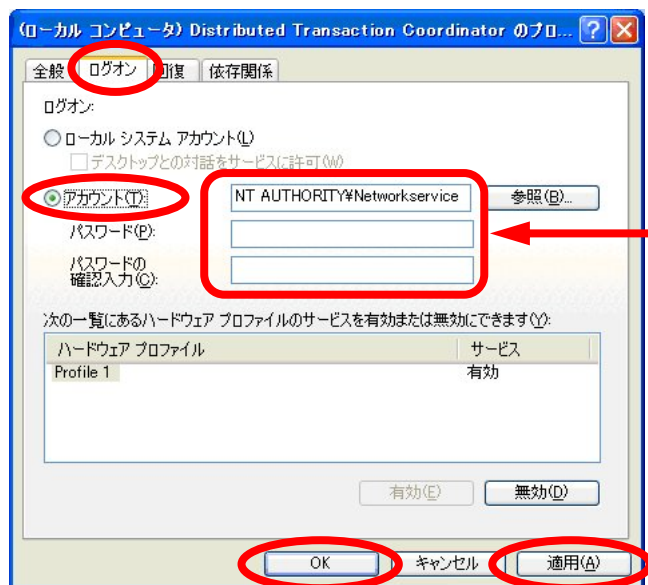 (ローカル コンピュータ) Distributed Transaction Coordinator のプロ...
全般 ログオン 回復 依存関係
ログオン:
ローカル システム アカウント(L)
デスクトップとの対話をサービスに許可(W)
アカウント(T): NT AUTHORITY¥Networkservice 参照(B)...
パスワード(P):
パスワードの
確認入力(C):
次の一覧にあるハードウェア プロファイルのサービスを有効または無効にできます(Y):
ハードウェア プロファイル サービス
Profile 1 有効
有効(E) 無効(D)
OK キャンセル 適用(A)